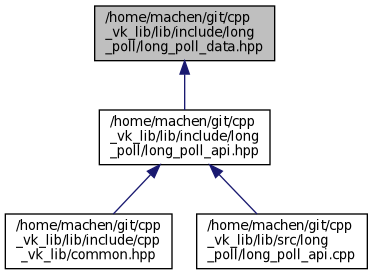 /home/machen/git/cpp
_vk_lib/lib/include/long
_poll/long_poll_data.hpp
/home/machen/git/cpp
_vk_lib/lib/include/long
_poll/long_poll_api.hpp
/home/machen/git/cpp
_vk_lib/lib/include/cpp
_vk_lib/common.hpp
/home/machen/git/cpp
_vk_lib/lib/src/long
_poll/long_poll_api.cpp